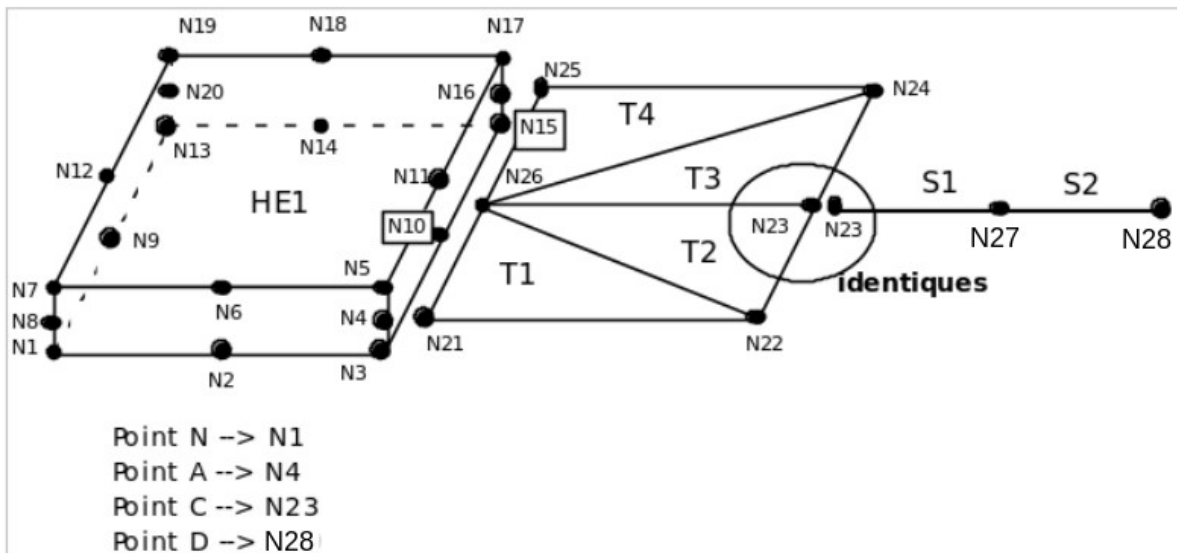 N19 N18 N17
N20 N16 N25 N24
T4
N13 N14 N15
N12 N11 N26 T3 S1 S2
HE1 N10 N23 N23
N9 N27 N28
T2
N7 N5 T1 identiques
N6
N8 N4
N1 N21 N22
N2 N3
Point N --> N1
Point A --> N4
Point C --> N23
Point D --> N28